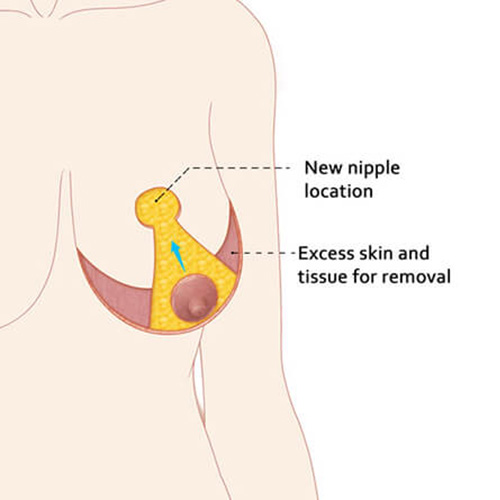 New nipple
location
Excess skin and
tissue for removal